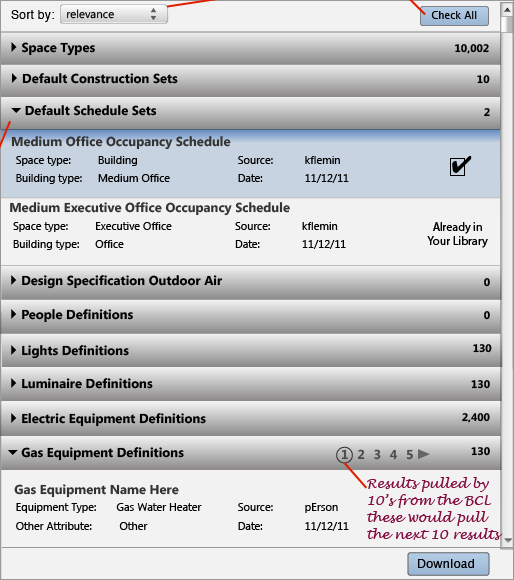 Sort by: relevance Check All
Space Types 10,002
Default Construction Sets 10
Default Schedule Sets 2
Medium Office Occupancy Schedule
Space type: Building Source: kflemin
Building type: Medium Office Date: 11/12/11
Medium Executive Office Occupancy Schedule
Space type: Executive Office Source: kflemin Already in
Building type: Office Date: 11/12/11 Your Library
Design Specification Outdoor Air 0
People Definitions 0
Lights Definitions 130
Luminaire Definitions 130
Electric Equipment Definitions 2,400
Gas Equipment Definitions 1 2 3 4 5 130
Results pulled by
10's from the BCL
these would pull
the next 10 results
Gas Equipment Name Here
Equipment Type: Gas Water Heater Source: pErson
Other Attribute: Other Date: 11/12/11
Download